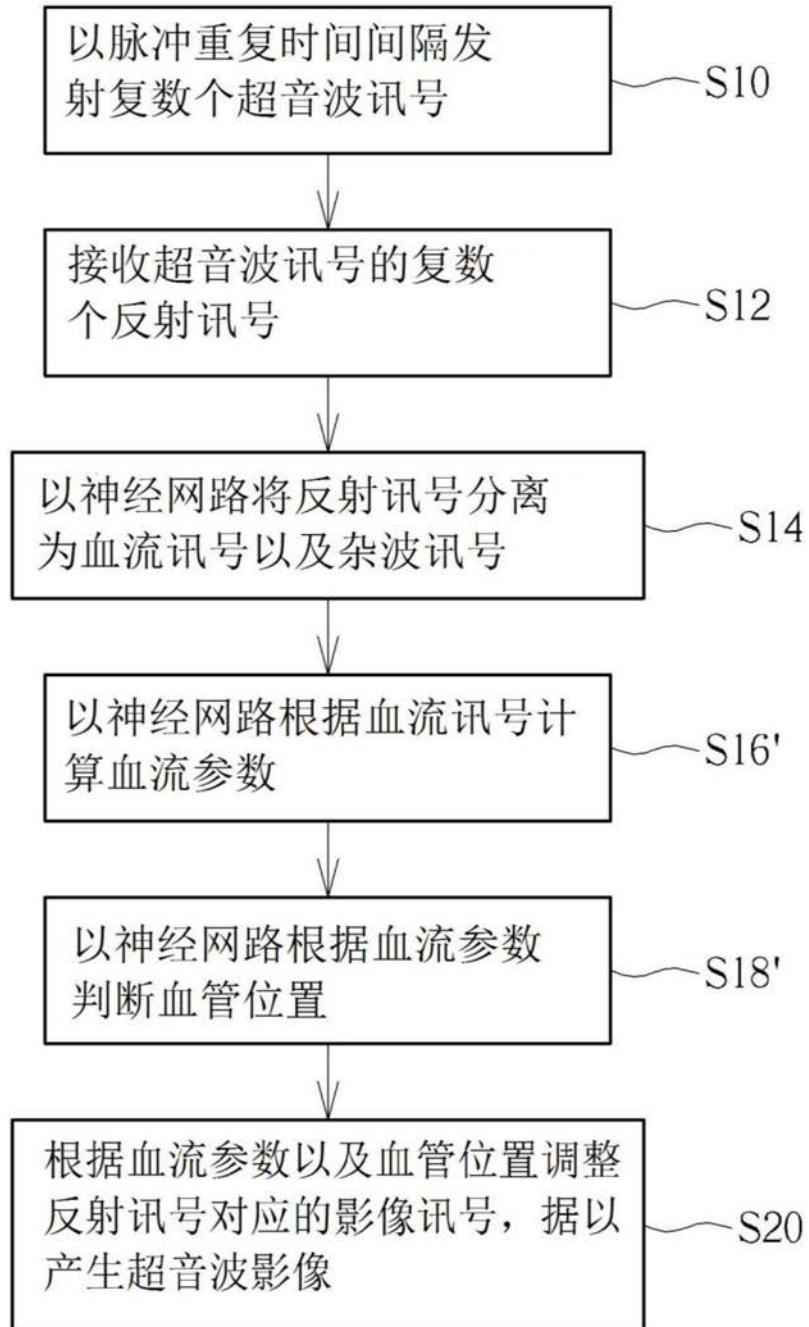 以脉冲重复时间间隔发
射复数个超音波讯号
S10
接收超音波讯号的复数
个反射讯号
S12
以神经网路将反射讯号分离
为血流讯号以及杂波讯号
S14
以神经网路根据血流讯号计
算血流参数
S16'
以神经网路根据血流参数
判断血管位置
S18'
根据血流参数以及血管位置调整
反射讯号对应的影像讯号，据以
产生超音波影像
S20